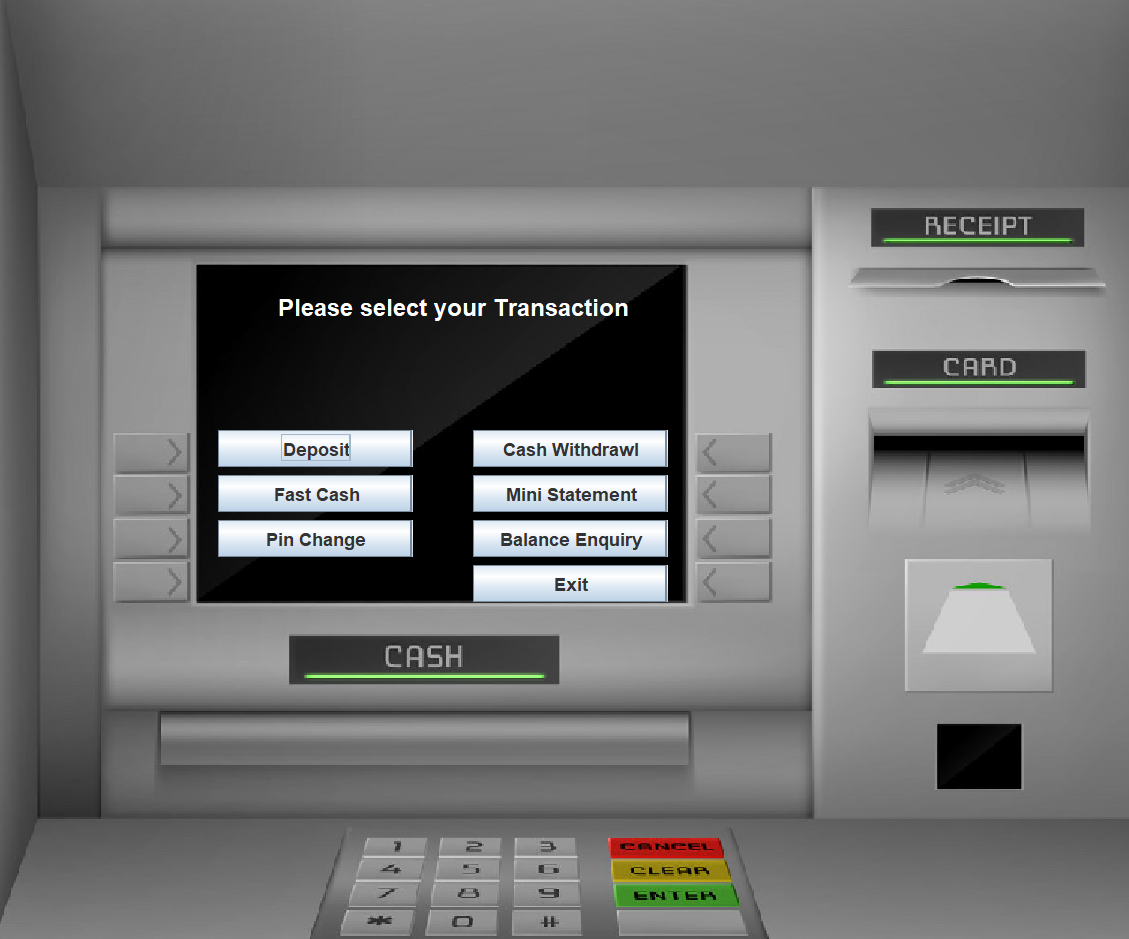 RECEIPT
Please select your Transaction
CARD
Deposit
Cash Withdrawl
Fast Cash
Mini Statement
Pin Change
Balance Enquiry
Exit
CASH
1 2 3 CANCEL
4 5 6 CLEAR
7 8 9 ENTER
* 0 #